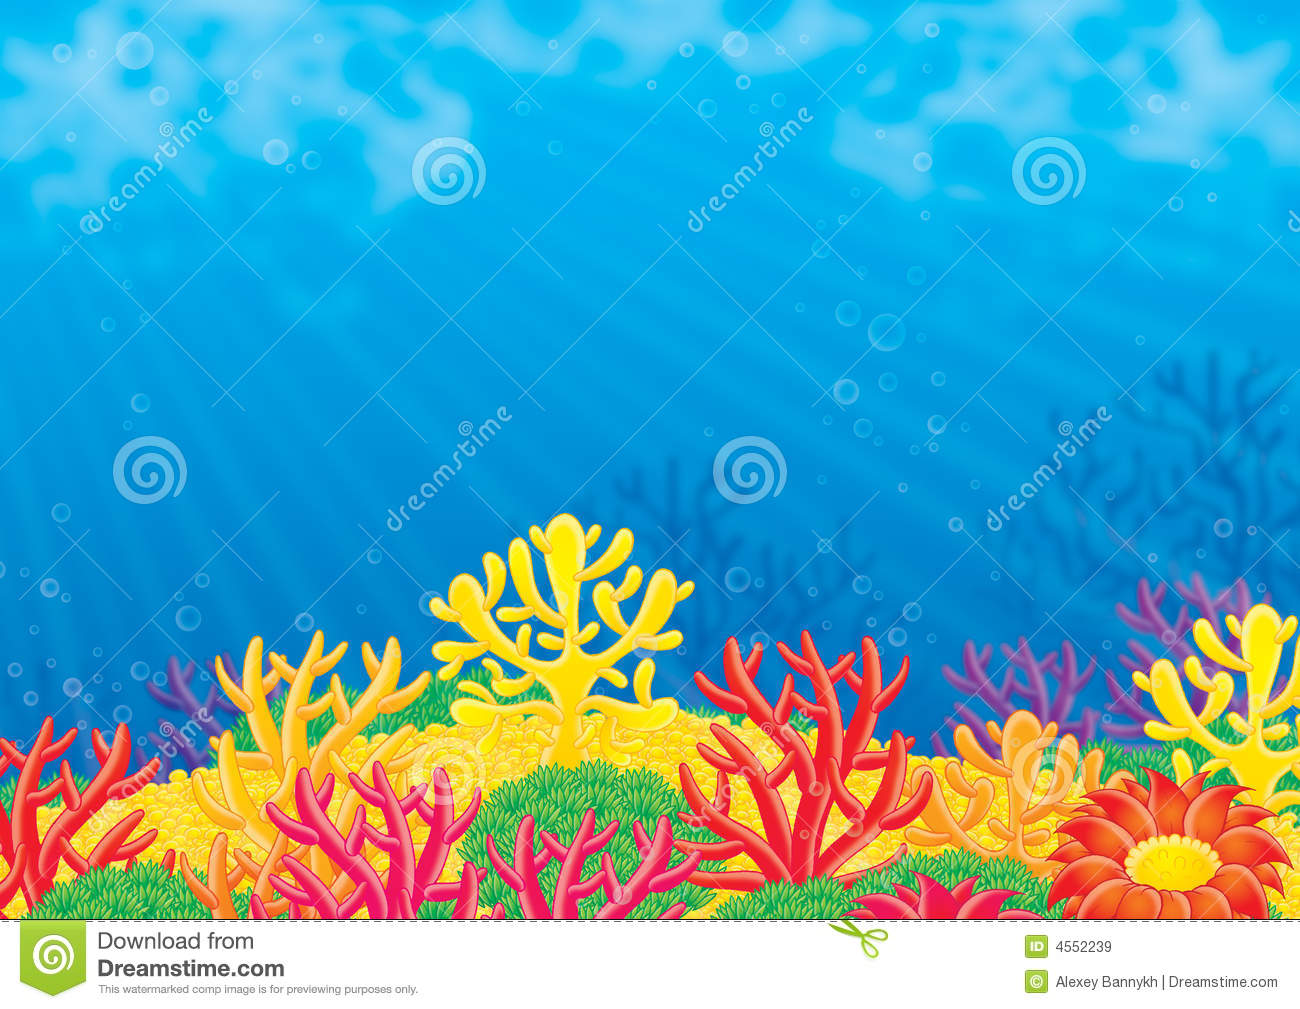 dreamstime
dreamstime
dreamstime
dreamstime
Download from
Dreamstime.com
This watermarked comp image is for previewing purposes only.
ID 4552239
© Alexey Bannykh | Dreamstime.com